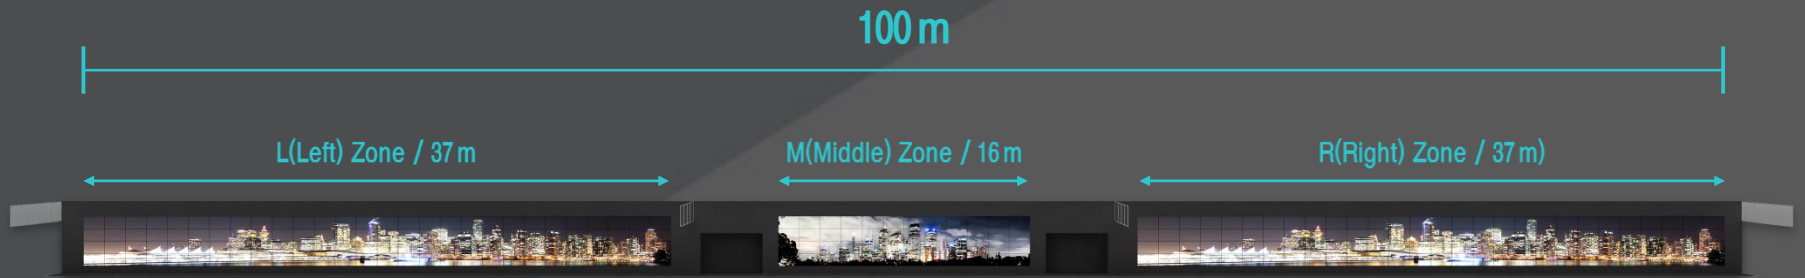 100 m
L(Left) Zone / 37 m
M(Middle) Zone / 16 m
R(Right) Zone / 37 m)